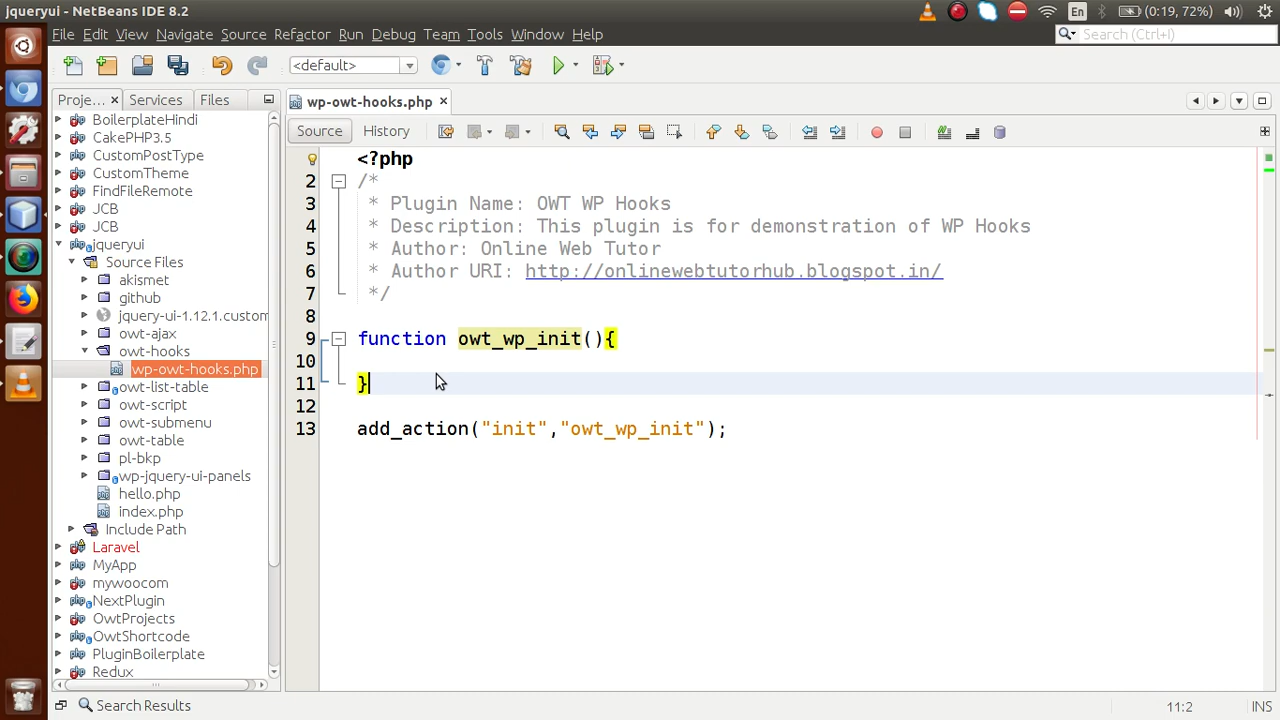 jqueryui - NetBeans IDE 8.2
En
(0:19, 72%)
File Edit View Navigate Source Refactor Run Debug Team Tools Window Help
Search (Ctrl+I)
<default>
Proje... Services Files
wp-owt-hooks.php
Source History
BoilerplateHindi
CakePHP3.5
CustomPostType
CustomTheme
FindFileRemote
JCB
JCB
jqueryui
Source Files
akismet
github
jquery-ui-1.12.1.custom
owt-ajax
owt-hooks
wp-owt-hooks.php
owt-list-table
owt-script
owt-submenu
owt-table
pl-bkp
wp-jquery-ui-panels
hello.php
index.php
Include Path
Laravel
MyApp
mywoocom
NextPlugin
OwtProjects
OwtShortcode
PluginBoilerplate
Redux
<?php
2 /*
3 * Plugin Name: OWT WP Hooks
4 * Description: This plugin is for demonstration of WP Hooks
5 * Author: Online Web Tutor
6 * Author URI: http://onlinewebtutorhub.blogspot.in/
7 */
8
9 function owt_wp_init(){
10
11 }
12
13 add_action("init","owt_wp_init");
Search Results
11:2
INS